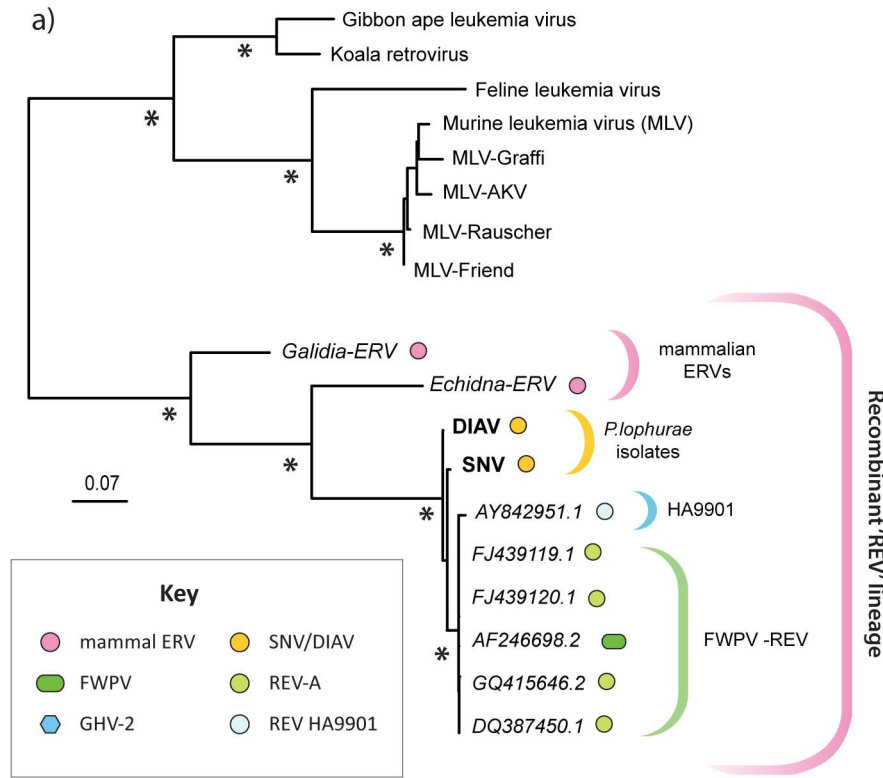 a)
Gibbon ape leukemia virus
*
Koala retrovirus
*
Feline leukemia virus
Murine leukemia virus (MLV)
MLV-Graffi
*
MLV-AKV
MLV-Rauscher
*
MLV-Friend
Galidia-ERV
mammalian
ERVs
Echidna-ERV
*
DIAV
P.lophurae
isolates
*
SNV
0.07
*
AY842951.1
HA9901
FJ439119.1
FJ439120.1
*
AF246698.2
FWPV -REV
GQ415646.2
DQ387450.1
Recombinant 'REV' lineage
Key
mammal ERV
SNV/DIAV
FWPV
REV-A
GHV-2
REV HA9901